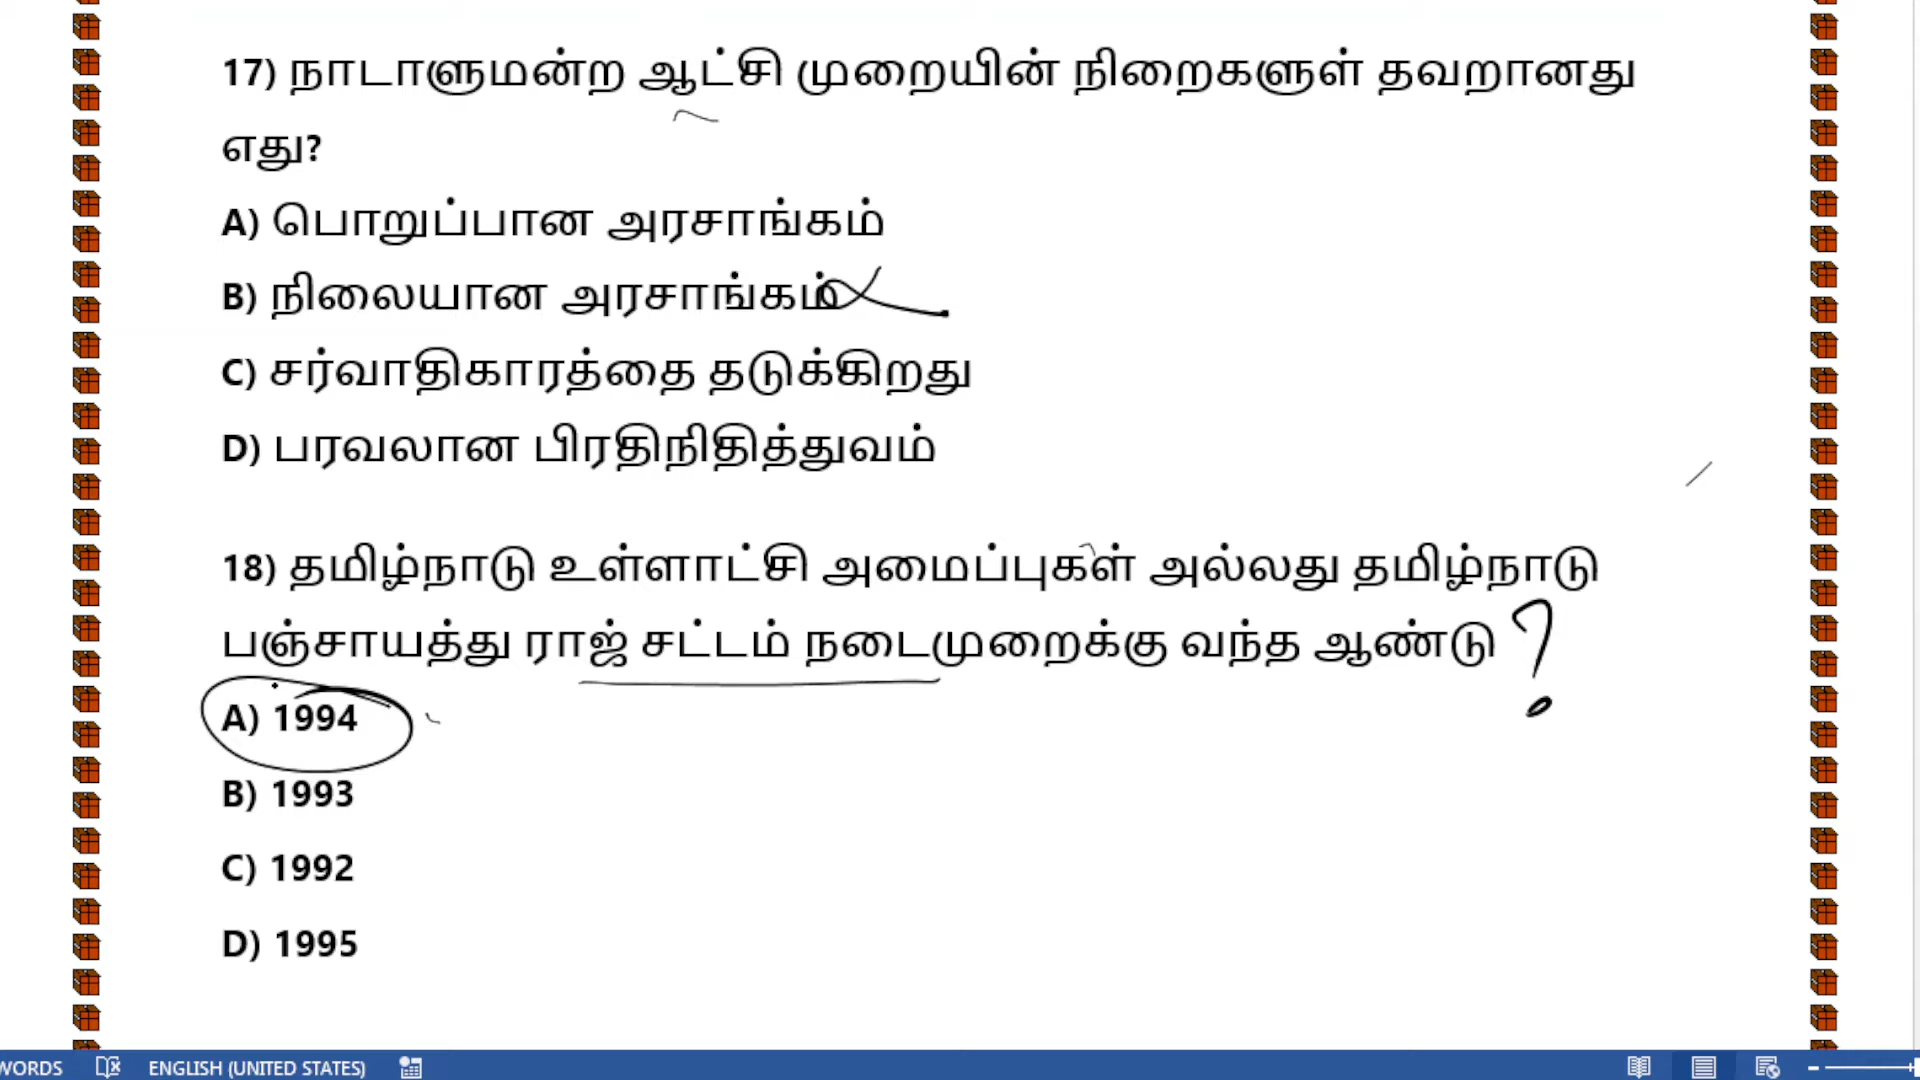 17) நாடாளுமன்ற ஆட்சி முறையின் நிறைகளுள் தவறானது
எது?
A) பொறுப்பான அரசாங்கம்
B) நிலையான அரசாங்கம்
C) சர்வாதிகாரத்தை தடுக்கிறது
D) பரவலான பிரதிநிதித்துவம்
18) தமிழ்நாடு உள்ளாட்சி அமைப்புகள் அல்லது தமிழ்நாடு
பஞ்சாயத்து ராஜ் சட்டம் நடைமுறைக்கு வந்த ஆண்டு ?
A) 1994
B) 1993
C) 1992
D) 1995
WORDS ENGLISH (UNITED STATES)